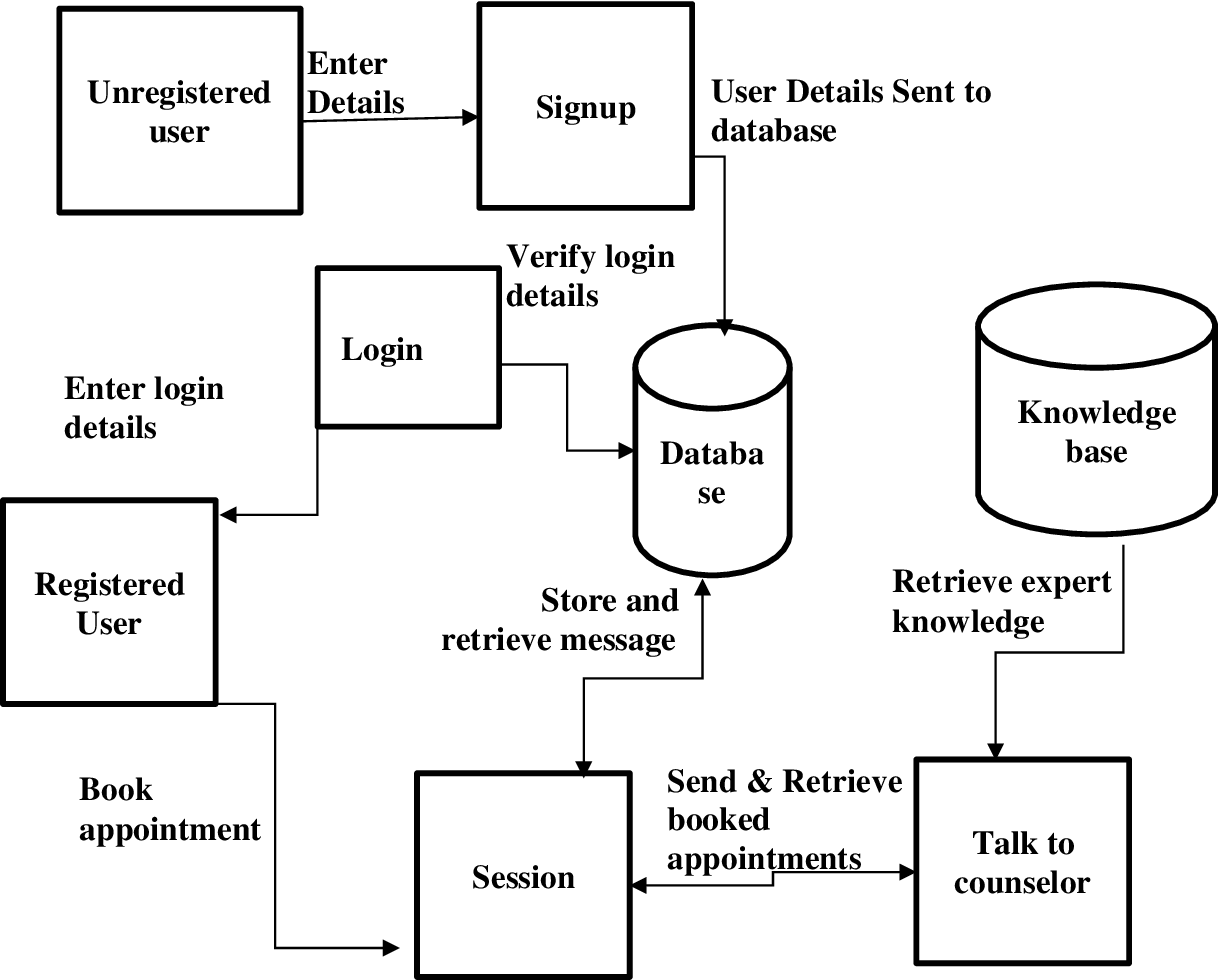 Unregistered
user
Enter
Details
Signup
User Details Sent to
database
Login
Verify login
details
Enter login
details
Databa
se
Knowledge
base
Registered
User
Store and
retrieve message
Retrieve expert
knowledge
Book
appointment
Session
Send & Retrieve
booked
appointments
Talk to
counselor